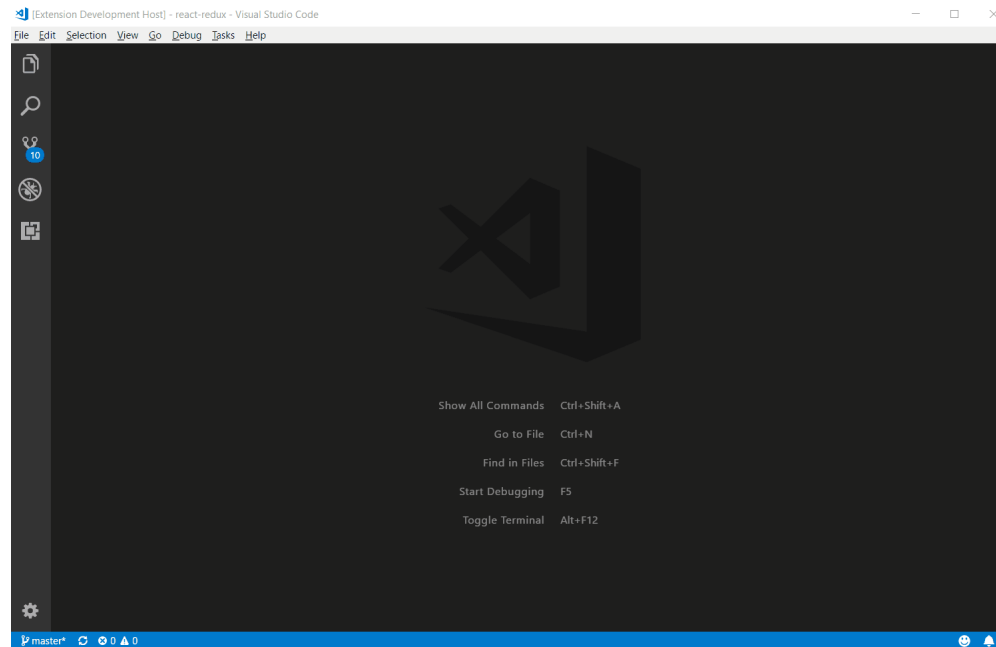 [Extension Development Host] - react-redux - Visual Studio Code
File Edit Selection View Go Debug Tasks Help
10
Show All Commands Ctrl+Shift+A
Go to File Ctrl+N
Find in Files Ctrl+Shift+F
Start Debugging F5
Toggle Terminal Alt+F12
master* 0 0